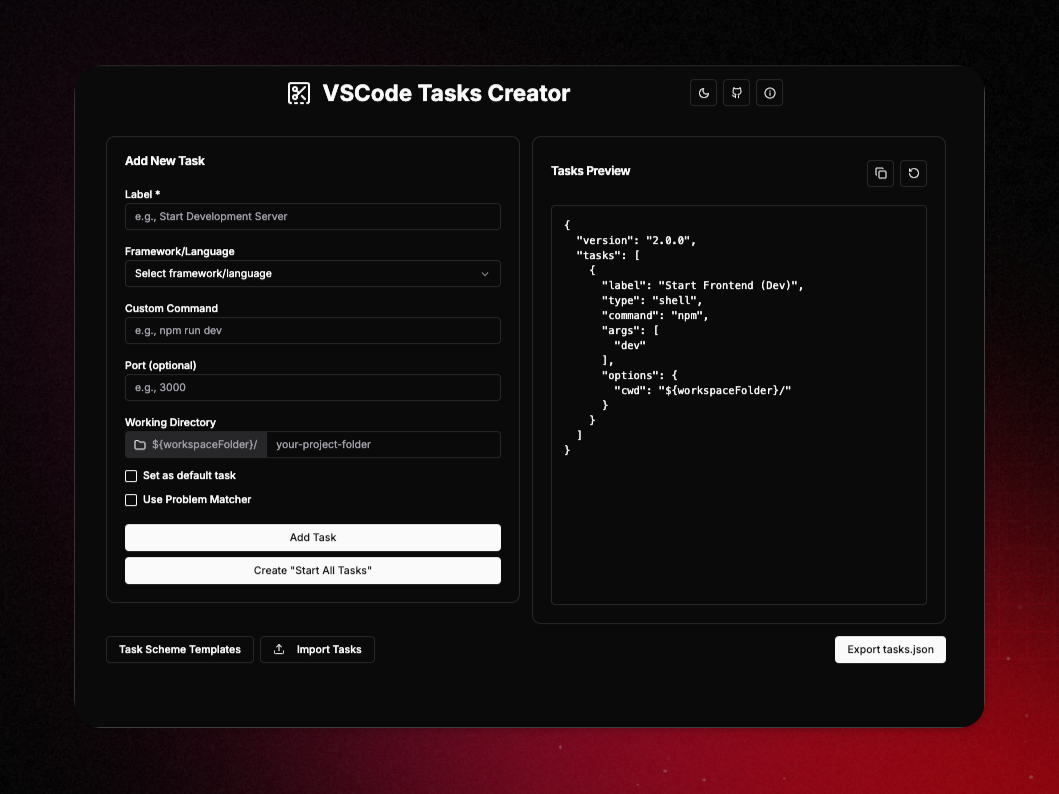 VSCode Tasks Creator
Add New Task
Label *
e.g., Start Development Server
Framework/Language
Select framework/language
Custom Command
e.g., npm run dev
Port (optional)
e.g., 3000
Working Directory
${workspaceFolder}/ your-project-folder
Set as default task
Use Problem Matcher
Add Task
Create "Start All Tasks"
Tasks Preview
{
  "version": "2.0.0",
  "tasks": [
    {
      "label": "Start Frontend (Dev)",
      "type": "shell",
      "command": "npm",
      "args": [
        "dev"
      ],
      "options": {
        "cwd": "${workspaceFolder}/"
      }
    }
  ]
}
Task Scheme Templates
Import Tasks
Export tasks.json